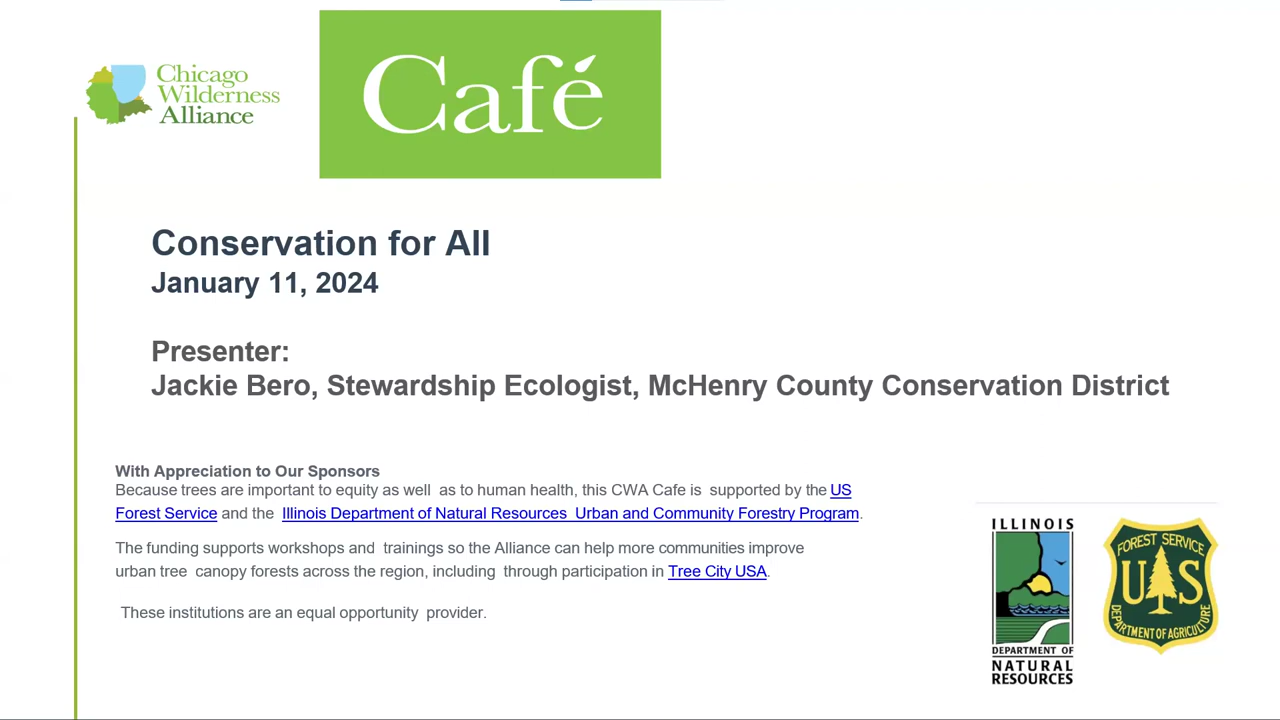 Chicago
Wilderness
Alliance
Café
Conservation for All
January 11, 2024
Presenter:
Jackie Bero, Stewardship Ecologist, McHenry County Conservation District
With Appreciation to Our Sponsors
Because trees are important to equity as well as to human health, this CWA Cafe is supported by the US
Forest Service and the Illinois Department of Natural Resources Urban and Community Forestry Program.
The funding supports workshops and trainings so the Alliance can help more communities improve
urban tree canopy forests across the region, including through participation in Tree City USA.
These institutions are an equal opportunity provider.
ILLINOIS
DEPARTMENT OF
NATURAL
RESOURCES
FOREST SERVICE
US
DEPARTMENT OF AGRICULTURE